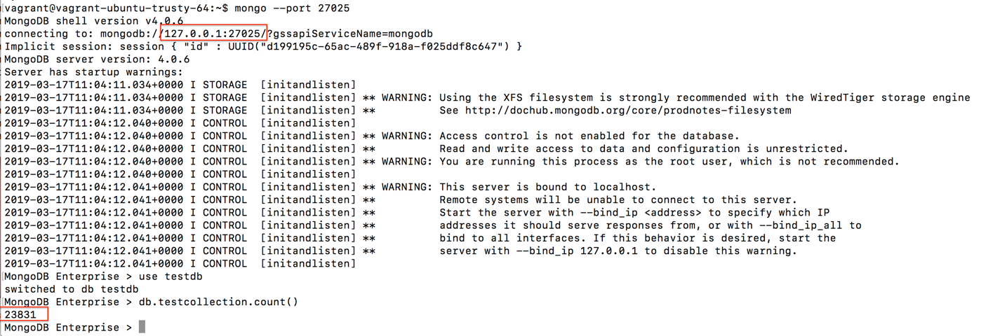 vagrant@vagrant-ubuntu-trusty-64:~$ mongo --port 27025
MongoDB shell version v4.0.6
connecting to: mongodb://127.0.0.1:27025/?gssapiServiceName=mongodb
Implicit session: session { "id" : UUID("d199195c-65ac-489f-918a-f025ddf8c647") }
MongoDB server version: 4.0.6
Server has startup warnings:
2019-03-17T11:04:11.034+0000 I STORAGE  [initandlisten]
2019-03-17T11:04:11.034+0000 I STORAGE  [initandlisten] ** WARNING: Using the XFS filesystem is strongly recommended with the WiredTiger storage engine
2019-03-17T11:04:11.034+0000 I STORAGE  [initandlisten] **          See http://dochub.mongodb.org/core/prodnotes-filesystem
2019-03-17T11:04:12.040+0000 I CONTROL  [initandlisten]
2019-03-17T11:04:12.040+0000 I CONTROL  [initandlisten] ** WARNING: Access control is not enabled for the database.
2019-03-17T11:04:12.040+0000 I CONTROL  [initandlisten] **          Read and write access to data and configuration is unrestricted.
2019-03-17T11:04:12.040+0000 I CONTROL  [initandlisten] ** WARNING: You are running this process as the root user, which is not recommended.
2019-03-17T11:04:12.040+0000 I CONTROL  [initandlisten]
2019-03-17T11:04:12.041+0000 I CONTROL  [initandlisten] ** WARNING: This server is bound to localhost.
2019-03-17T11:04:12.041+0000 I CONTROL  [initandlisten] **          Remote systems will be unable to connect to this server.
2019-03-17T11:04:12.041+0000 I CONTROL  [initandlisten] **          Start the server with --bind_ip <address> to specify which IP
2019-03-17T11:04:12.041+0000 I CONTROL  [initandlisten] **          addresses it should serve responses from, or with --bind_ip_all to
2019-03-17T11:04:12.041+0000 I CONTROL  [initandlisten] **          bind to all interfaces. If this behavior is desired, start the
2019-03-17T11:04:12.041+0000 I CONTROL  [initandlisten] **          server with --bind_ip 127.0.0.1 to disable this warning.
2019-03-17T11:04:12.041+0000 I CONTROL  [initandlisten]
MongoDB Enterprise > use testdb
switched to db testdb
MongoDB Enterprise > db.testcollection.count()
23831
MongoDB Enterprise >